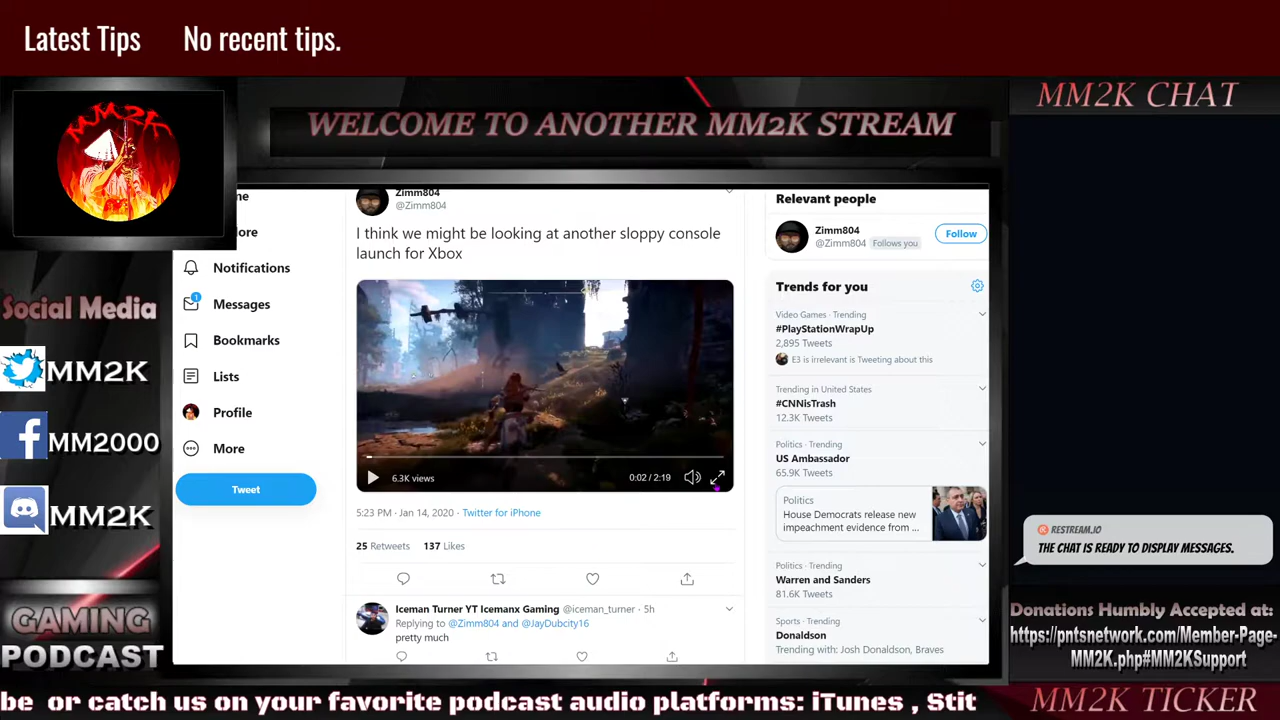 Latest Tips
No recent tips.
MM2K
WELCOME TO ANOTHER MM2K STREAM
MM2K CHAT
Social Media
MM2K
MM2000
MM2K
GAMING
PODCAST
Notifications
1
Messages
Bookmarks
Lists
Profile
More
Tweet
Zimm804
@Zimm804
I think we might be looking at another sloppy console
launch for Xbox
6.3K views
0:02 / 2:19
5:23 PM · Jan 14, 2020 · Twitter for iPhone
25 Retweets 137 Likes
Iceman Turner YT Icemanx Gaming @iceman_turner · 5h
Replying to @Zimm804 and @JayDubcity16
pretty much
Relevant people
Zimm804
@Zimm804 Follows you
Follow
Trends for you
Video Games · Trending
#PlayStationWrapUp
2,895 Tweets
E3 is irrelevant is Tweeting about this
Trending in United States
#CNNisTrash
12.3K Tweets
Politics · Trending
US Ambassador
65.9K Tweets
Politics
House Democrats release new
impeachment evidence from ...
Politics · Trending
Warren and Sanders
81.6K Tweets
Sports · Trending
Donaldson
Trending with: Josh Donaldson, Braves
RESTREAM.IO
THE CHAT IS READY TO DISPLAY MESSAGES.
Donations Humbly Accepted at:
https://pntsnetwork.com/Member-Page-
MM2K.php#MM2KSupport
be or catch us on your favorite podcast audio platforms: iTunes , Stit
MM2K TICKER